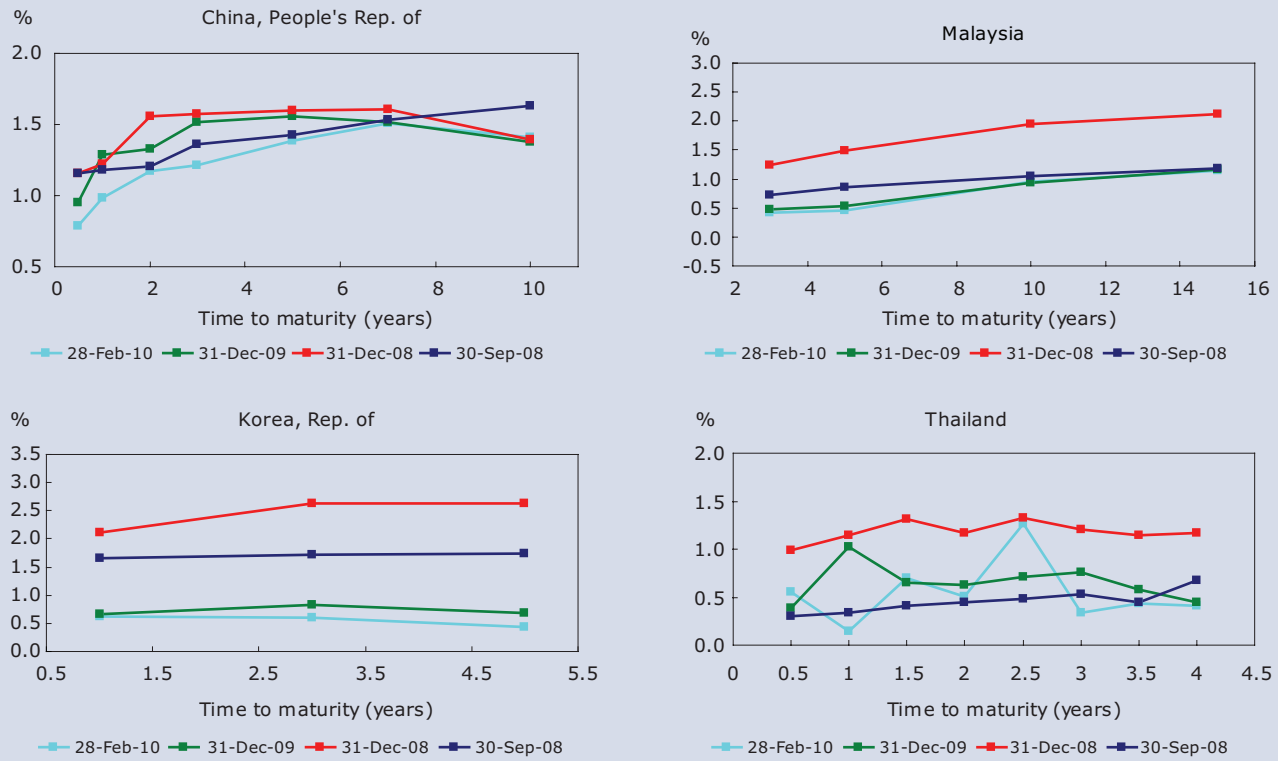 % China, People's Rep. of
2.0
1.5
1.0
0.5
0 2 4 6 8 10
Time to maturity (years)
28-Feb-10 31-Dec-09 31-Dec-08 30-Sep-08
% Malaysia
3.0
2.5
2.0
1.5
1.0
0.5
0.0
-0.5
2 4 6 8 10 12 14 16
Time to maturity (years)
28-Feb-10 31-Dec-09 31-Dec-08 30-Sep-08
% Korea, Rep. of
3.5
3.0
2.5
2.0
1.5
1.0
0.5
0.0
0.5 1.5 2.5 3.5 4.5 5.5
Time to maturity (years)
28-Feb-10 31-Dec-09 31-Dec-08 30-Sep-08
% Thailand
2.0
1.5
1.0
0.5
0.0
0 0.5 1 1.5 2 2.5 3 3.5 4 4.5
Time to maturity (years)
28-Feb-10 31-Dec-09 31-Dec-08 30-Sep-08